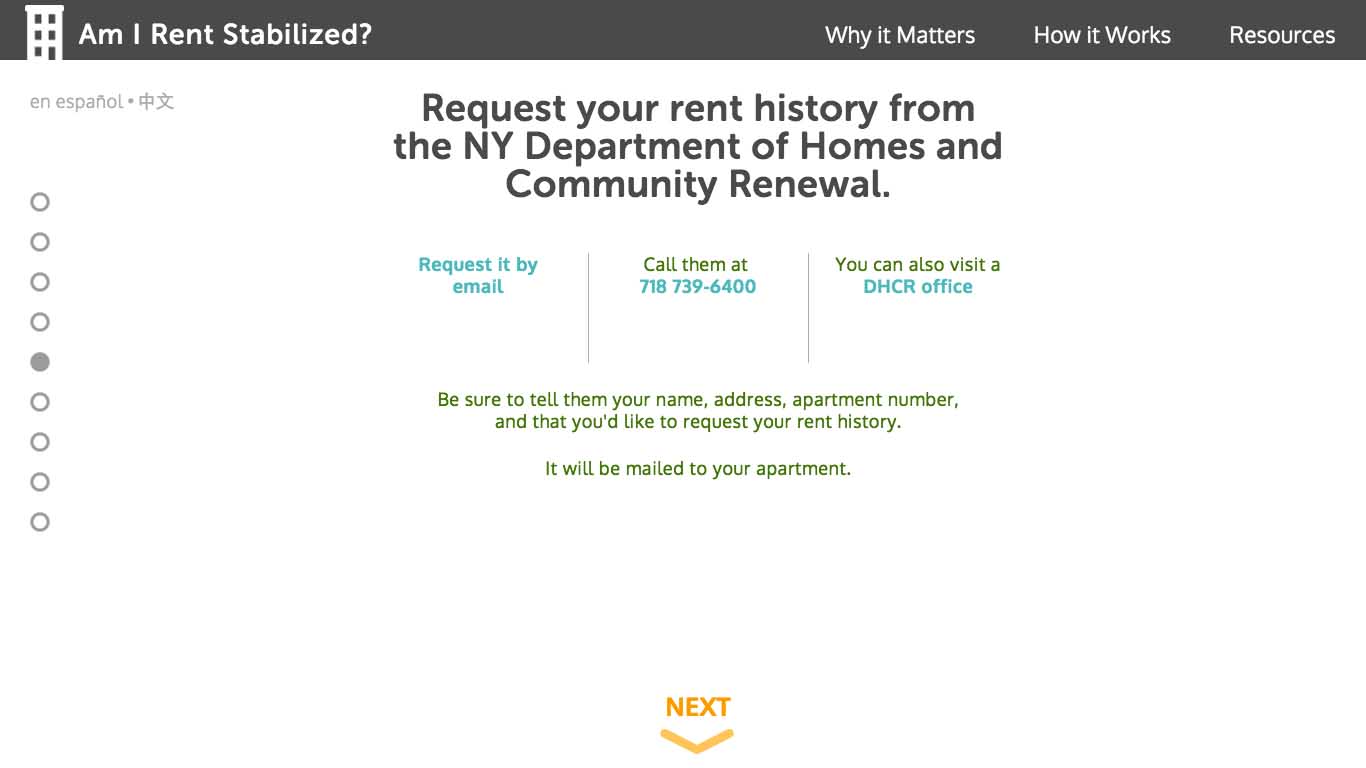 Am I Rent Stabilized?
Why it Matters
How it Works
Resources
en español • 中文
Request your rent history from
the NY Department of Homes and
Community Renewal.
Request it by
email
Call them at
718 739-6400
You can also visit a
DHCR office
Be sure to tell them your name, address, apartment number,
and that you'd like to request your rent history.
It will be mailed to your apartment.
NEXT